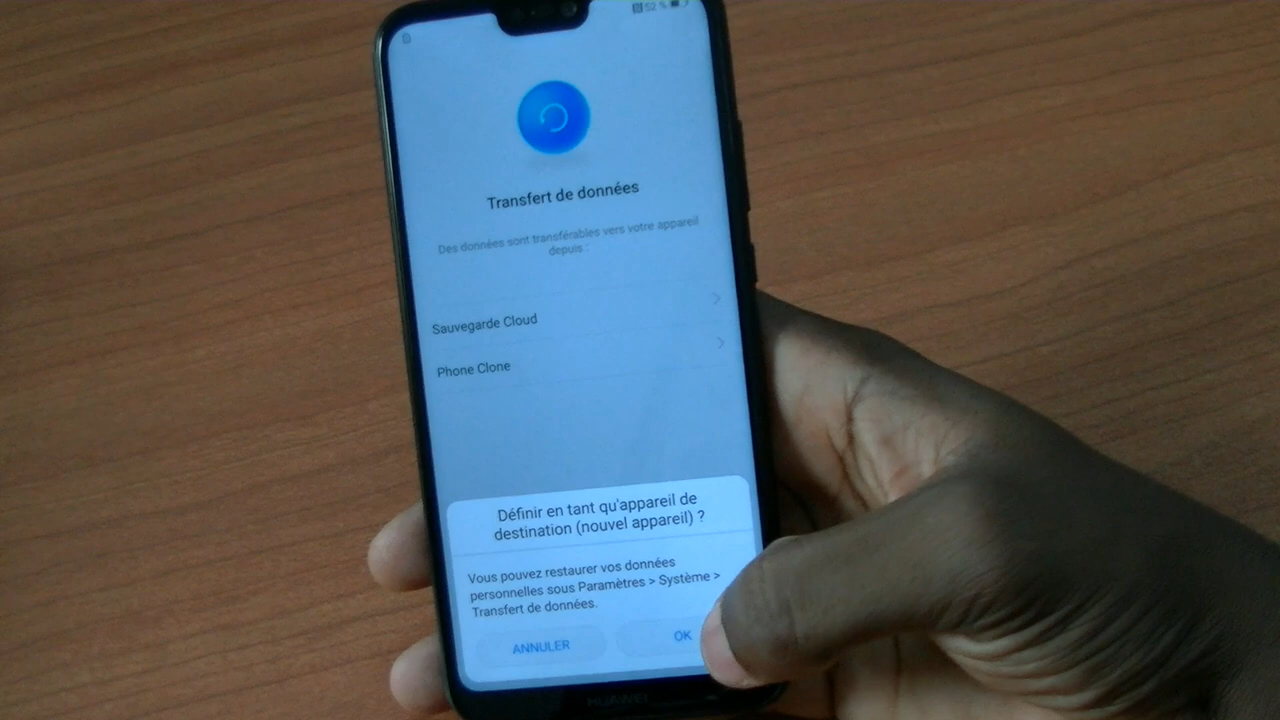 52 %
Transfert de données
Des données sont transférables vers votre appareil
depuis :
Sauvegarde Cloud
Phone Clone
Définir en tant qu'appareil de
destination (nouvel appareil) ?
Vous pouvez restaurer vos données
personnelles sous Paramètres > Système >
Transfert de données.
ANNULER
OK
HUAWEI